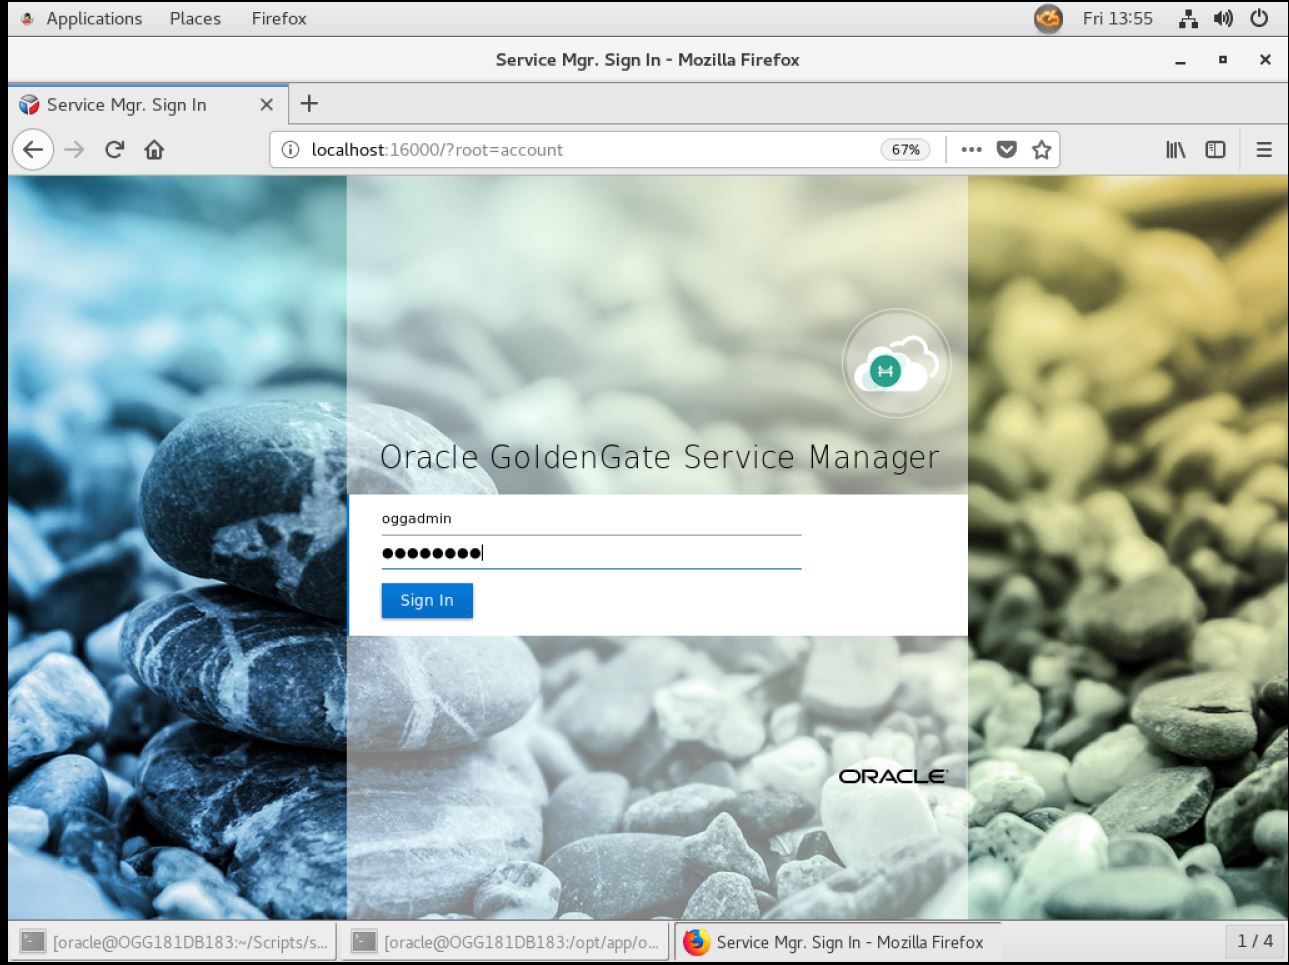 Applications Places Firefox Fri 13:55
Service Mgr. Sign In - Mozilla Firefox
Service Mgr. Sign In
localhost:16000/?root=account 67%
Oracle GoldenGate Service Manager
oggadmin
●●●●●●●●
Sign In
ORACLE
[oracle@OGG181DB183:~/Scripts/s... [oracle@OGG181DB183:/opt/app/o... Service Mgr. Sign In - Mozilla Firefox 1 / 4